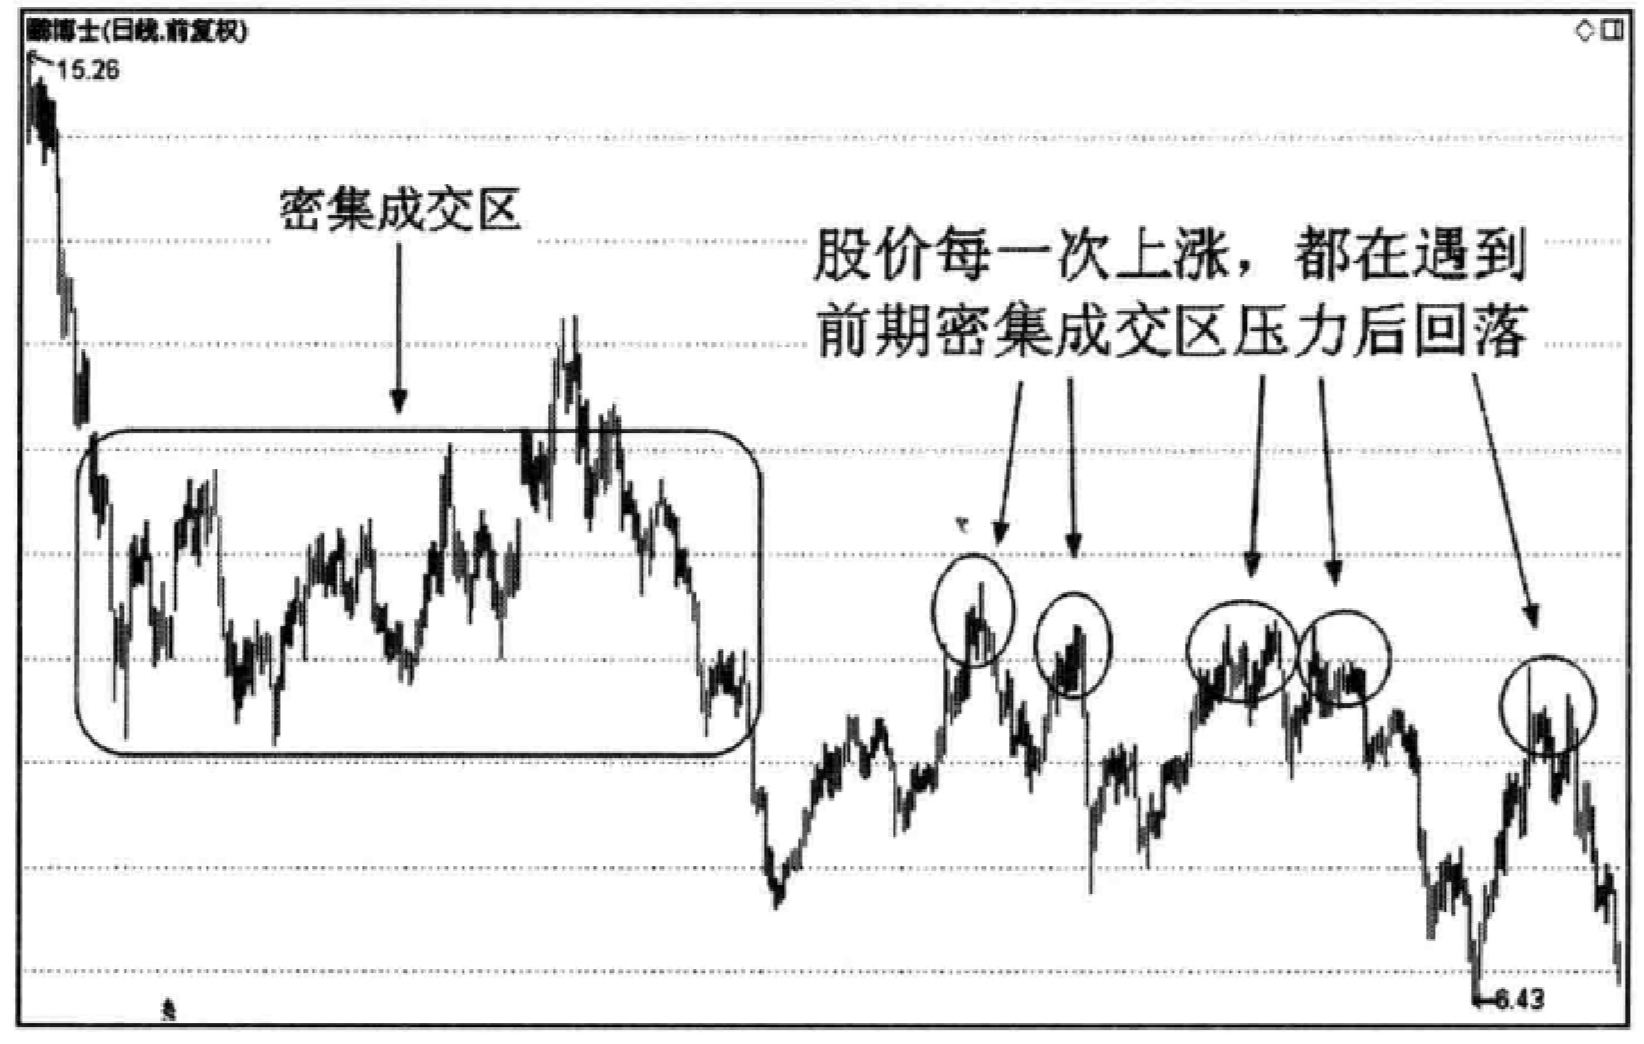 鹏博士(日线.前复权)
15.26
密集成交区
股价每一次上涨，都在遇到
前期密集成交区压力后回落
6.43